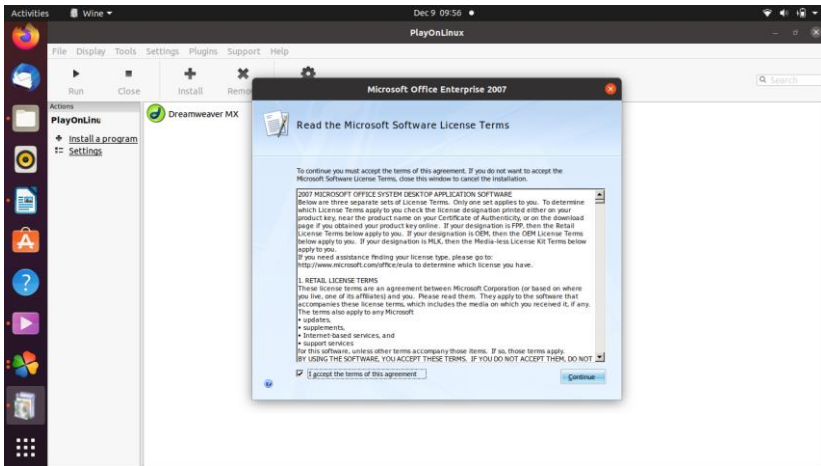 Activities Wine Dec 9 09:56
PlayOnLinux
File Display Tools Settings Plugins Support Help
Run Close Install Remo
Search
Actions
PlayOnLinu
Install a program
Settings
Dreamweaver MX
Microsoft Office Enterprise 2007
Read the Microsoft Software License Terms
To continue you must accept the terms of this agreement. If you do not want to accept the
Microsoft Software License Terms, close this window to cancel the installation.
2007 MICROSOFT OFFICE SYSTEM DESKTOP APPLICATION SOFTWARE
Below are three separate sets of License Terms. Only one set applies to you. To determine
which License Terms apply to you check the license designation printed either on your
product key, near the product name on your Certificate of Authenticity, or on the download
page if you obtained your product key online. If your designation is FPP, then the Retail
License Terms below apply to you. If your designation is OEM, then the OEM License Terms
below apply to you. If your designation is MLK, then the Media-less License Kit Terms below
apply to you.
If you need assistance finding your license type, please go to:
http://www.microsoft.com/office/eula to determine which license you have.
1. RETAIL LICENSE TERMS
These license terms are an agreement between Microsoft Corporation (or based on where
you live, one of its affiliates) and you. Please read them. They apply to the software that
accompanies these license terms, which includes the media on which you received it, if any.
The terms also apply to any Microsoft
• updates,
• supplements,
• Internet-based services, and
• support services
for this software, unless other terms accompany those items. If so, those terms apply.
BY USING THE SOFTWARE, YOU ACCEPT THESE TERMS. IF YOU DO NOT ACCEPT THEM, DO NOT
I accept the terms of this agreement
Continue